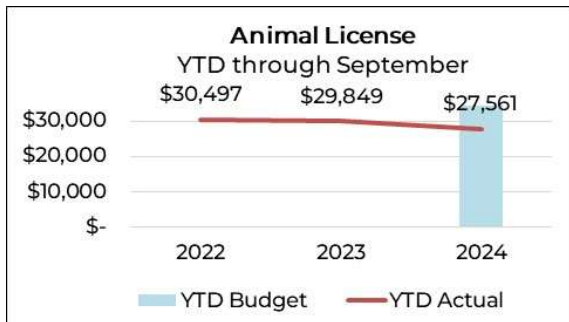 Animal License
YTD through September
$30,497 $29,849 $27,561
$30,000
$20,000
$10,000
$-
2022 2023 2024
YTD Budget YTD Actual